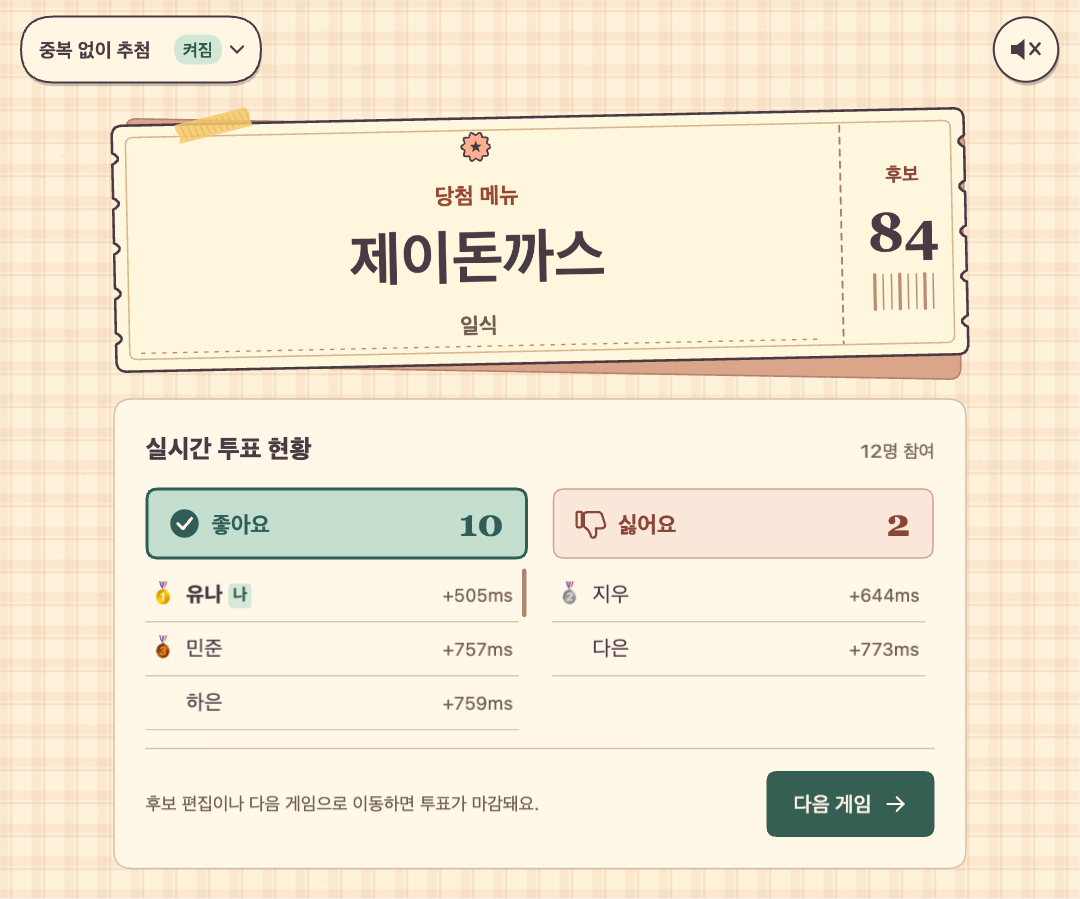 중복 없이 추첨 켜짐
당첨 메뉴
제이돈까스
일식
후보
84
실시간 투표 현황
12명 참여
좋아요 10
싫어요 2
1 유나 나 +505ms
3 민준 +757ms
하은 +759ms
2 지우 +644ms
다은 +773ms
후보 편집이나 다음 게임으로 이동하면 투표가 마감돼요.
다음 게임 →